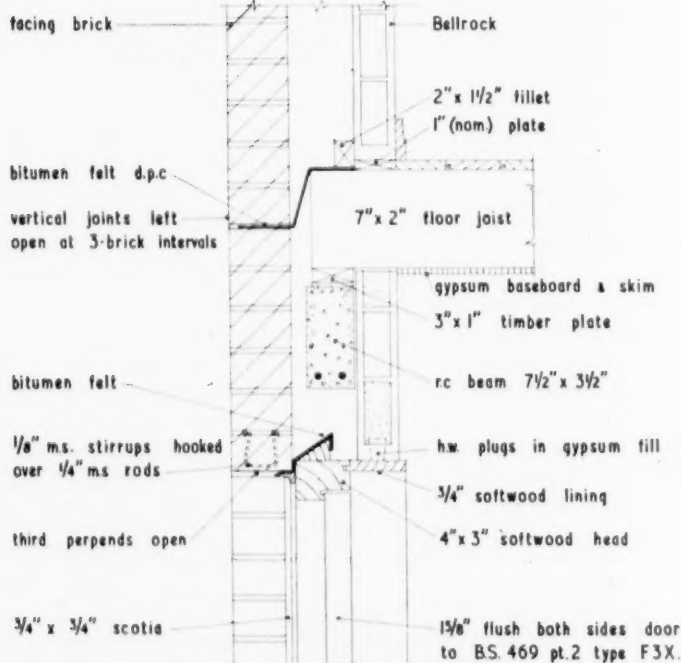 facing brick
Bellrock
2" x 1½" fillet
1" (nom.) plate
bitumen felt d.p.c
vertical joints left
open at 3-brick intervals
7" x 2" floor joist
gypsum baseboard & skim
3" x 1" timber plate
bitumen felt
r.c beam 7½" x 3½"
⅛" m.s. stirrups hooked
over ¼" m.s rods
h.w. plugs in gypsum fill
¾" softwood lining
third perpends open
4" x 3" softwood head
¾" x ¾" scotia
1⅝" flush both sides door
to B.S. 469 pt.2 type F3X.